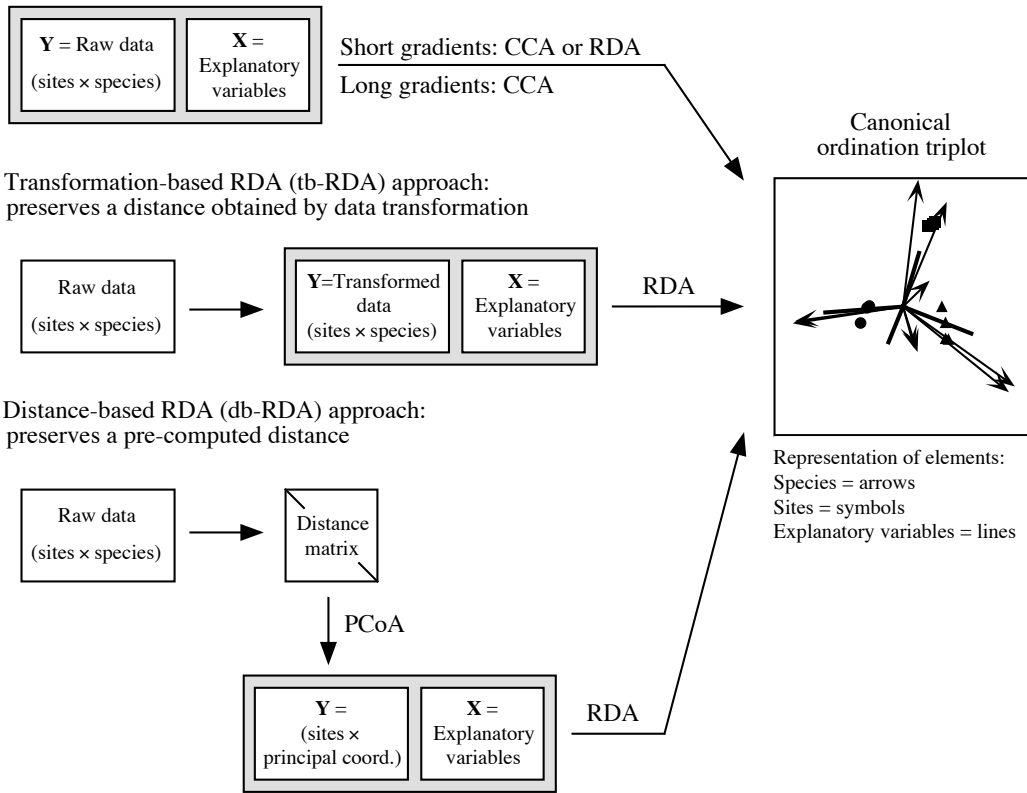 Y = Raw data
(sites × species)
X =
Explanatory
variables
Short gradients: CCA or RDA
Long gradients: CCA
Canonical
ordination triplot
Transformation-based RDA (tb-RDA) approach:
preserves a distance obtained by data transformation
Raw data
(sites × species)
Y=Transformed
data
(sites × species)
X =
Explanatory
variables
RDA
Distance-based RDA (db-RDA) approach:
preserves a pre-computed distance
Representation of elements:
Species = arrows
Sites = symbols
Explanatory variables = lines
Raw data
(sites × species)
Distance
matrix
PCoA
Y =
(sites ×
principal coord.)
X =
Explanatory
variables
RDA